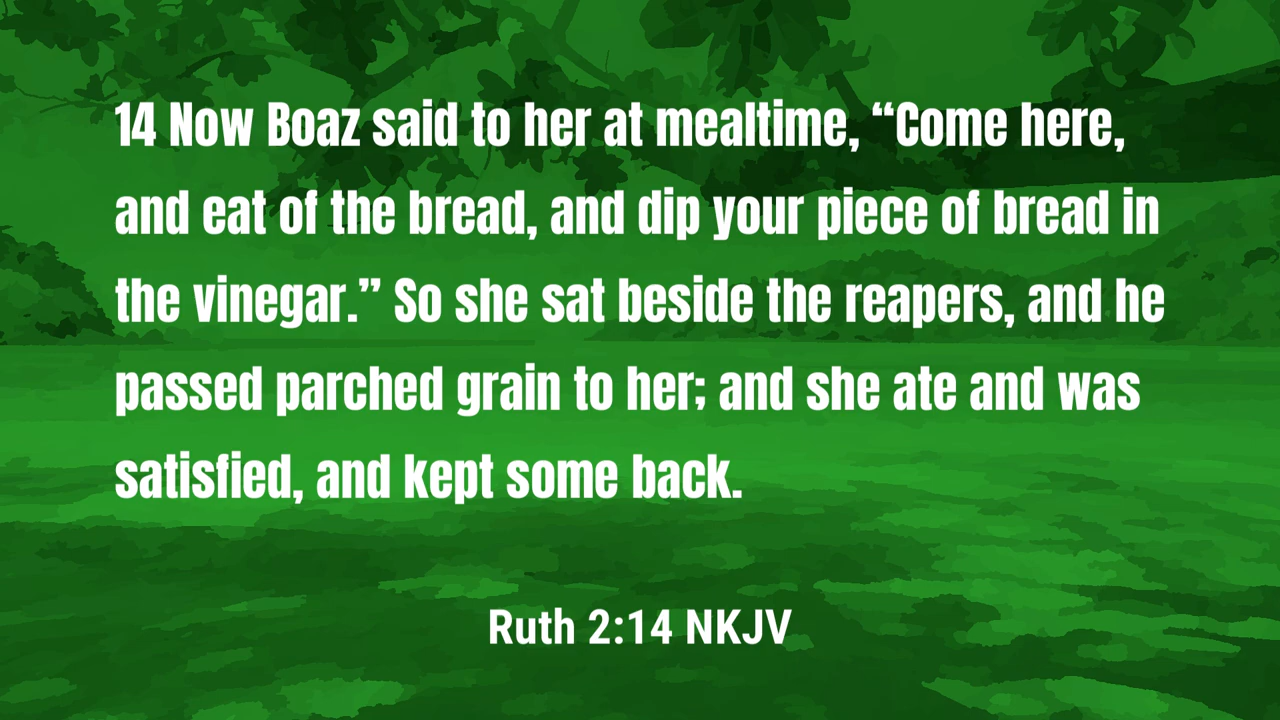 14 Now Boaz said to her at mealtime, “Come here,
and eat of the bread, and dip your piece of bread in
the vinegar.” So she sat beside the reapers, and he
passed parched grain to her; and she ate and was
satisfied, and kept some back.
Ruth 2:14 NKJV